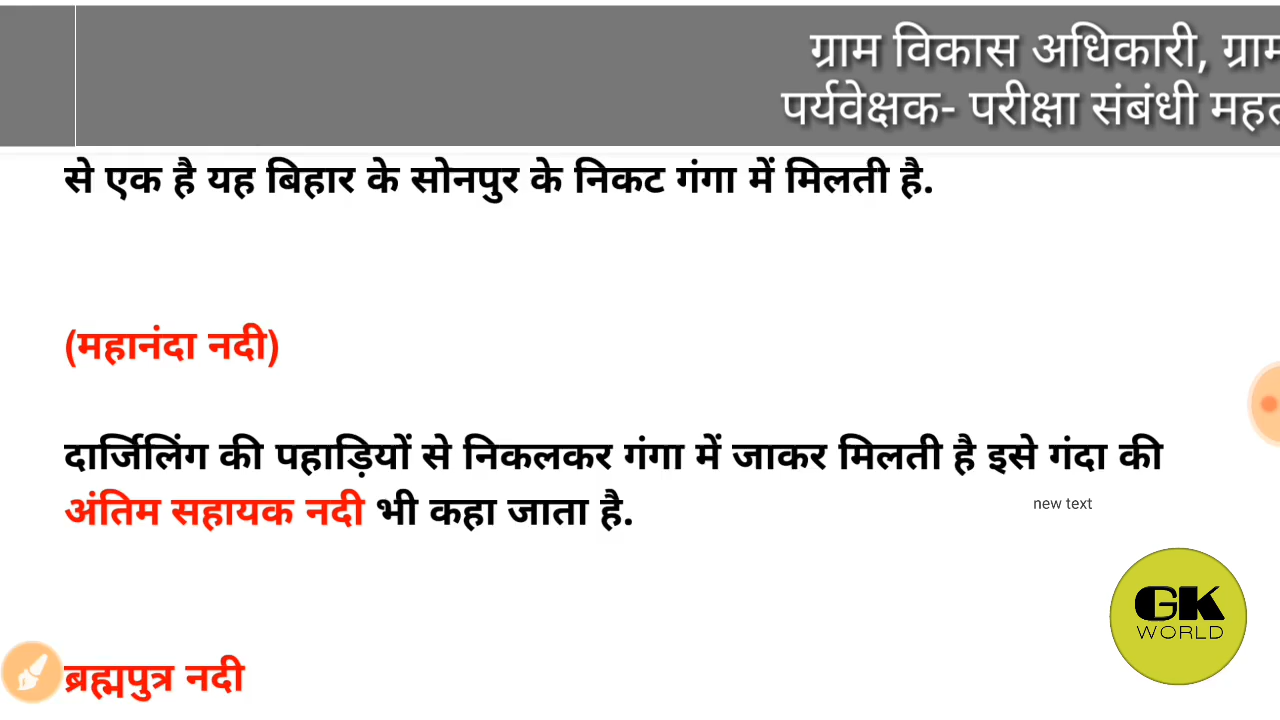 ग्राम विकास अधिकारी,
पर्यवेक्षक- परीक्षा संबंधी
से एक है यह बिहार के सोनपुर के निकट गंगा में मिलती है.
(महानंदा नदी)
दार्जिलिंग की पहाड़ियों से निकलकर गंगा में जाकर मिलती है इसे गंदा की
अंतिम सहायक नदी भी कहा जाता है.
new text
GK
WORLD
ब्रह्मपुत्र नदी